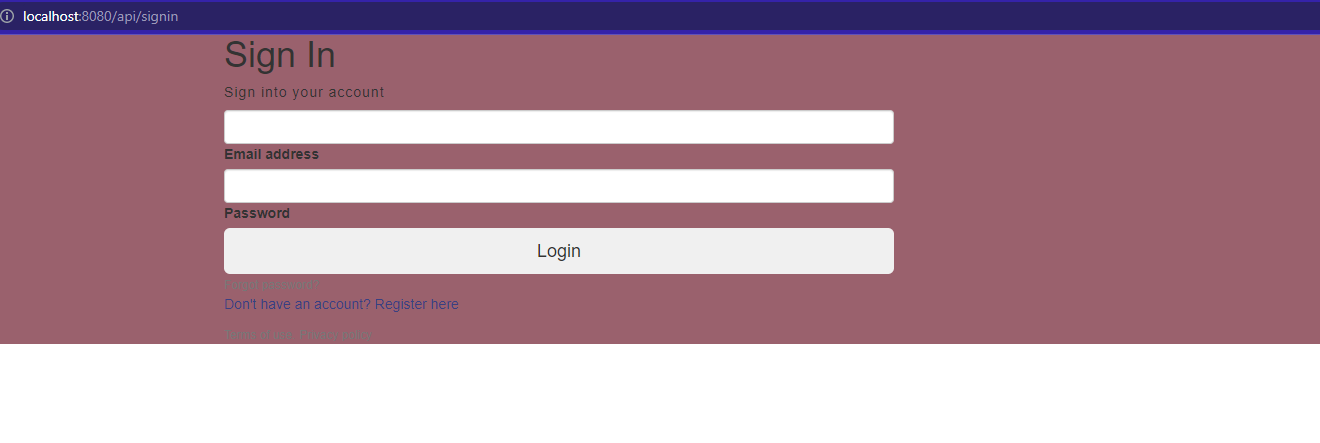 localhost:8080/api/signin
Sign In
Sign into your account
Email address
Password
Login
Forgot password?
Don't have an account? Register here
Terms of use. Privacy policy